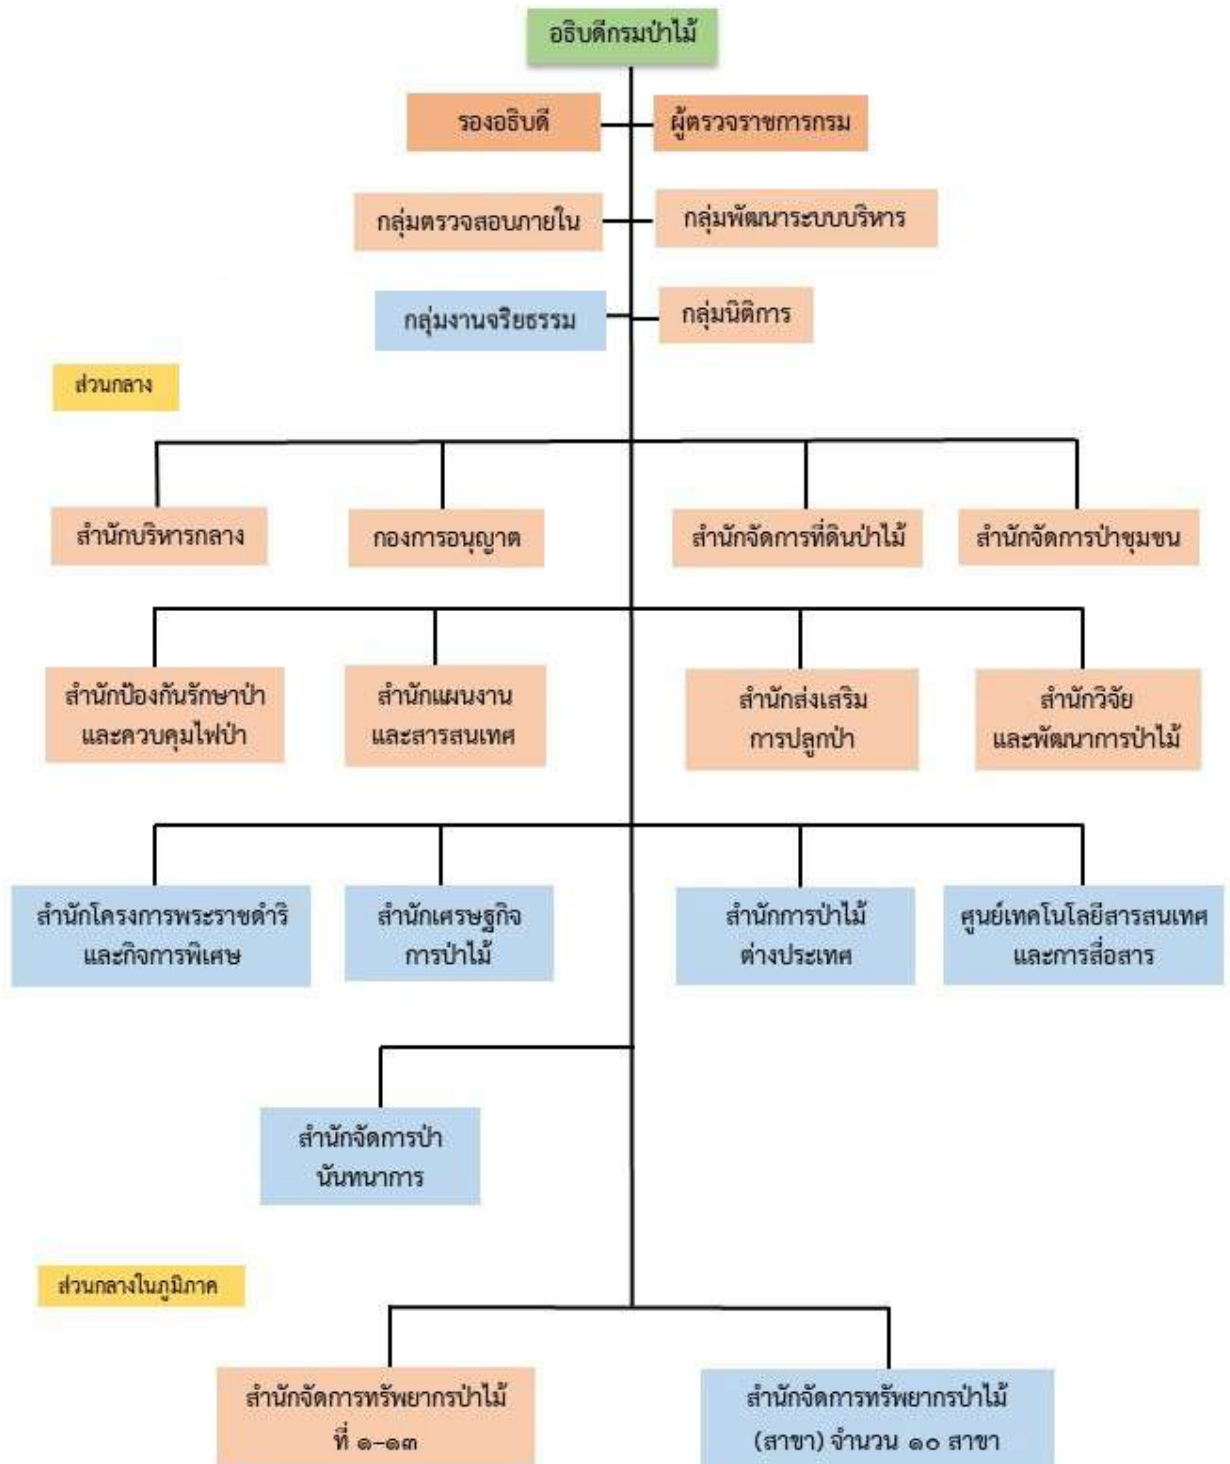 อธิบดีกรมป่าไม้
รองอธิบดี
ผู้ตรวจราชการกรม
กลุ่มตรวจสอบภายใน
กลุ่มพัฒนาระบบบริหาร
กลุ่มงานจริยธรรม
กลุ่มนิติการ
ส่วนกลาง
สำนักบริหารกลาง
กองการอนุญาต
สำนักจัดการที่ดินป่าไม้
สำนักจัดการป่าชุมชน
สำนักป้องกันรักษาป่า
และควบคุมไฟป่า
สำนักแผนงาน
และสารสนเทศ
สำนักส่งเสริม
การปลูกป่า
สำนักวิจัย
และพัฒนาการป่าไม้
สำนักโครงการพระราชดำริ
และกิจการพิเศษ
สำนักเศรษฐกิจ
การป่าไม้
สำนักการป่าไม้
ต่างประเทศ
ศูนย์เทคโนโลยีสารสนเทศ
และการสื่อสาร
สำนักจัดการป่า
นันทนาการ
ส่วนกลางในภูมิภาค
สำนักจัดการทรัพยากรป่าไม้
ที่ ๑-๑๓
สำนักจัดการทรัพยากรป่าไม้
(สาขา) จำนวน ๑๐ สาขา